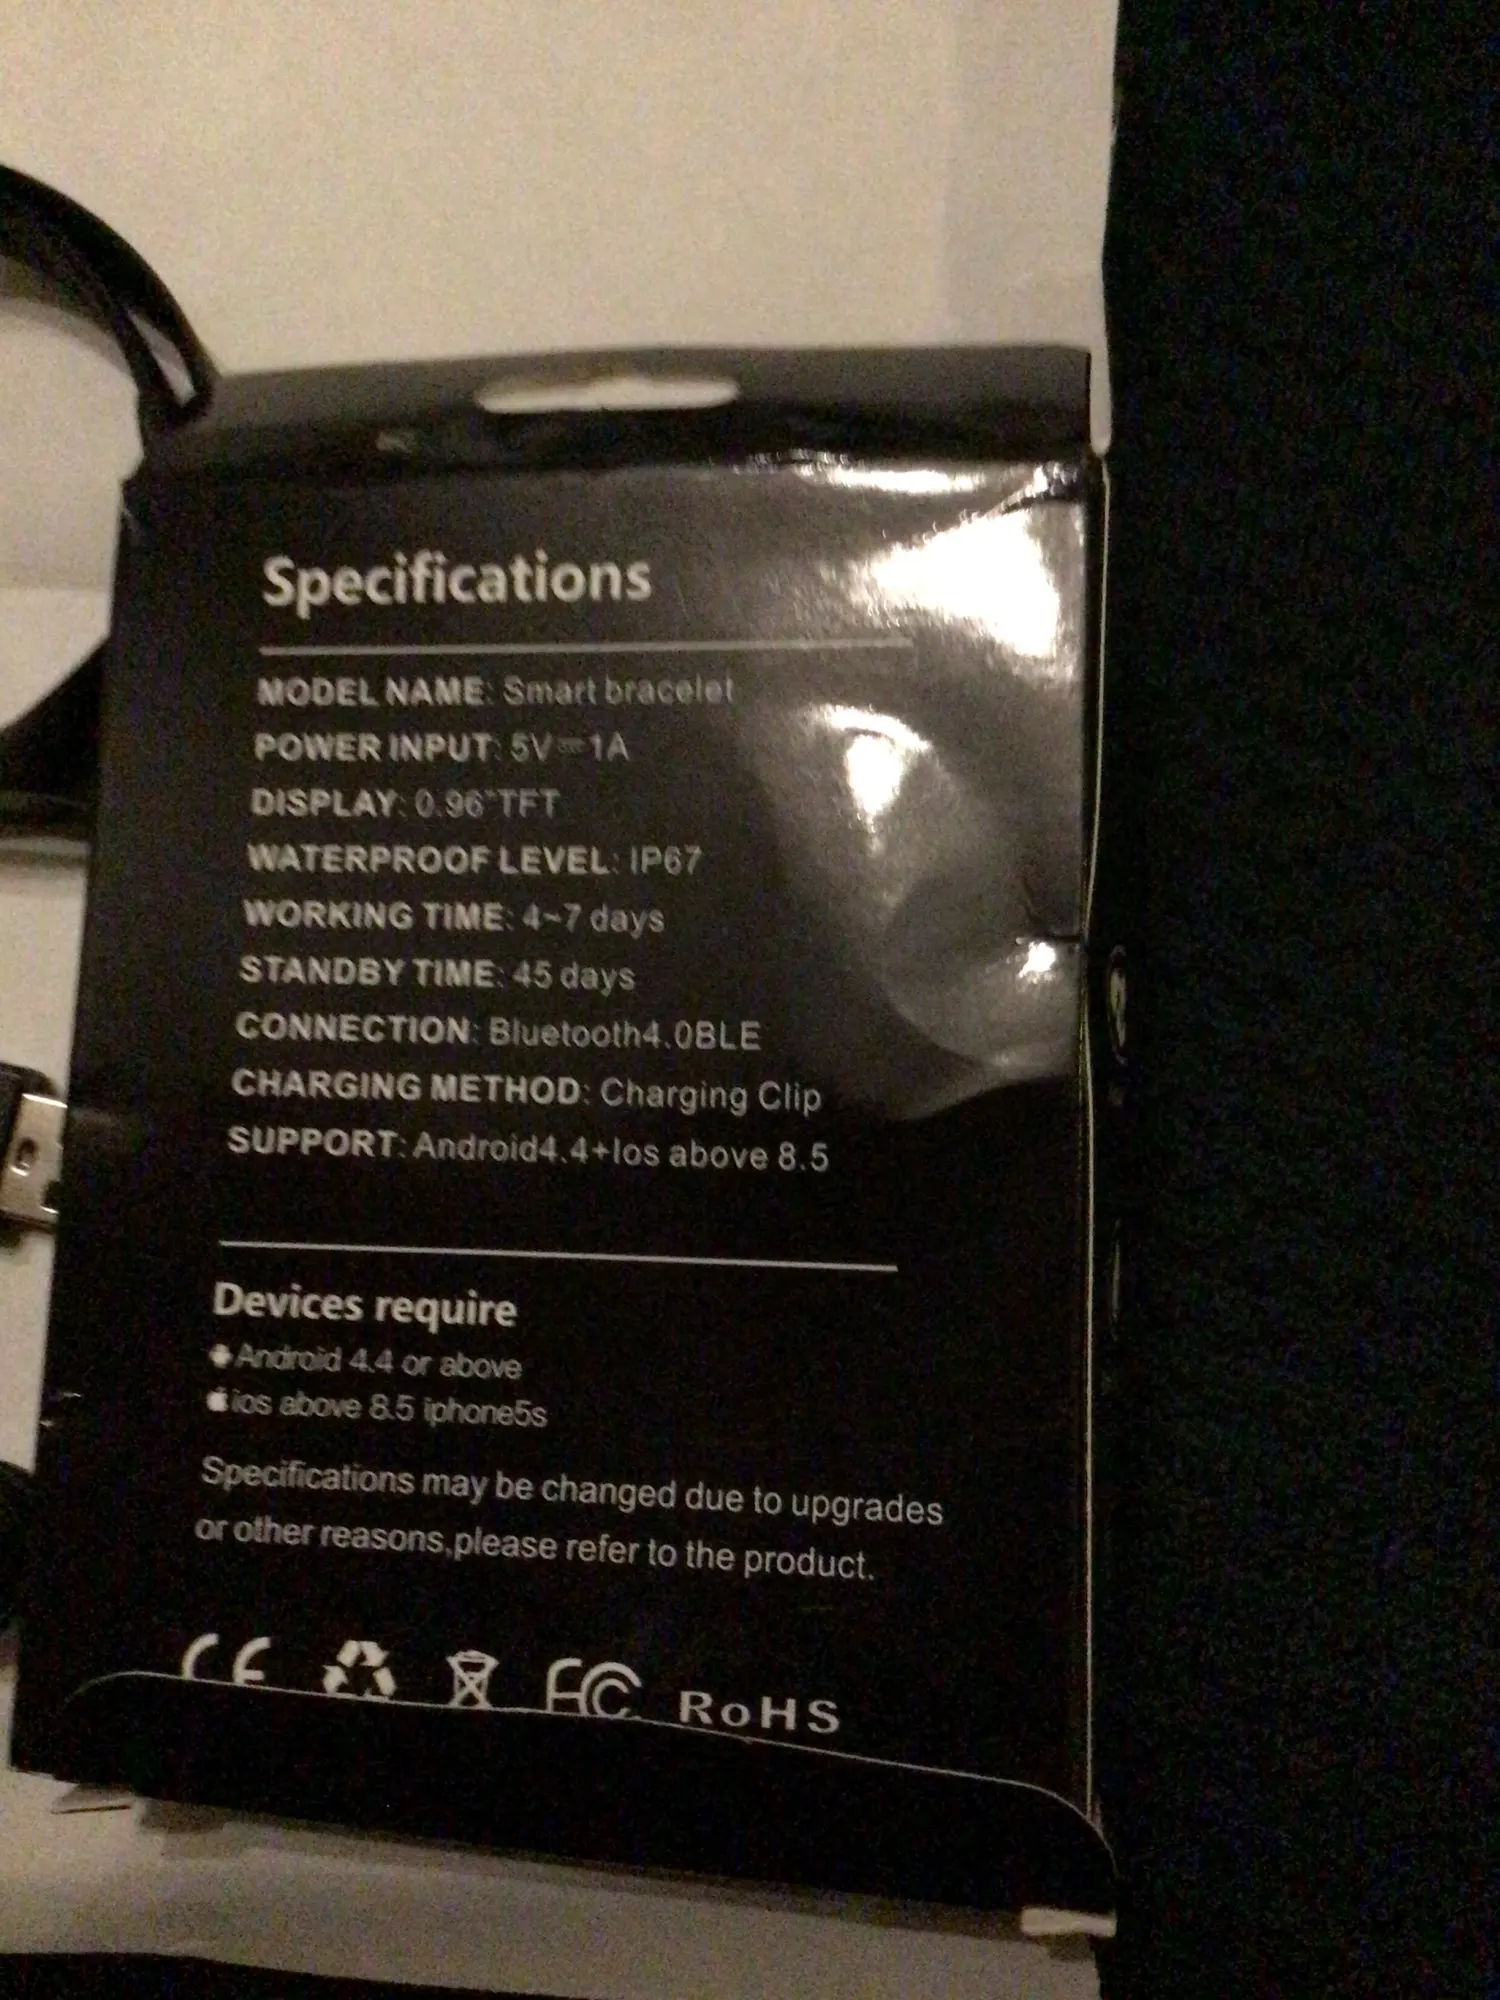 Specifications
MODEL NAME: Smart bracelet
POWER INPUT: 5V⎓1A
DISPLAY: 0.96"TFT
WATERPROOF LEVEL: IP67
WORKING TIME: 4~7 days
STANDBY TIME: 45 days
CONNECTION: Bluetooth4.0BLE
CHARGING METHOD: Charging Clip
SUPPORT: Android4.4+Ios above 8.5
Devices require
Android 4.4 or above
ios above 8.5 iphone5s
Specifications may be changed due to upgrades
or other reasons,please refer to the product.
CE FC RoHS